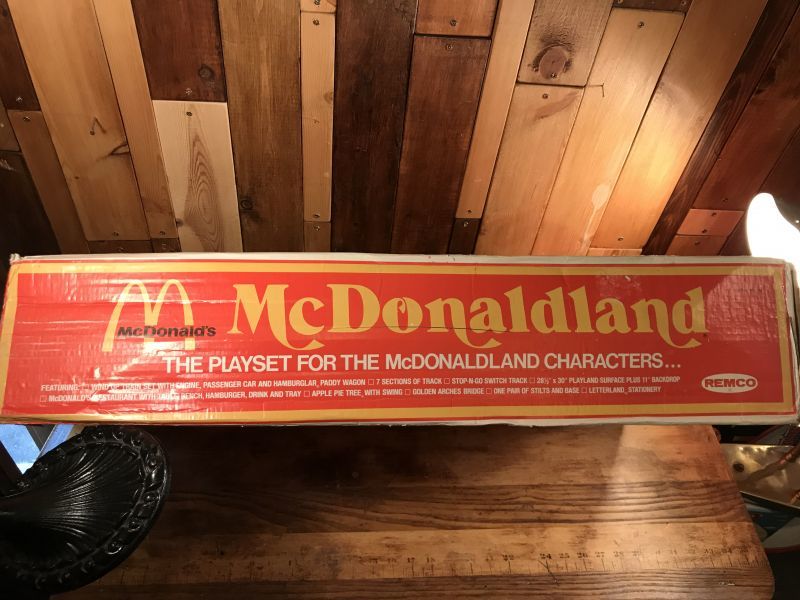 McDonald's
McDonaldland
THE PLAYSET FOR THE McDONALDLAND CHARACTERS...
FEATURING: □ WIND UP TRAIN SET WITH ENGINE, PASSENGER CAR AND HAMBURGLAR, PADDY WAGON □ 7 SECTIONS OF TRACK □ STOP-N-GO SWITCH TRACK □ 28½" x 30" PLAYLAND SURFACE PLUS 11" BACKDROP
□ McDONALD'S RESTAURANT WITH TABLE, BENCH, HAMBURGER, DRINK AND TRAY □ APPLE PIE TREE, WITH SWING □ GOLDEN ARCHES BRIDGE □ ONE PAIR OF STILTS AND BASE □ LETTERLAND, STATIONERY
REMCO